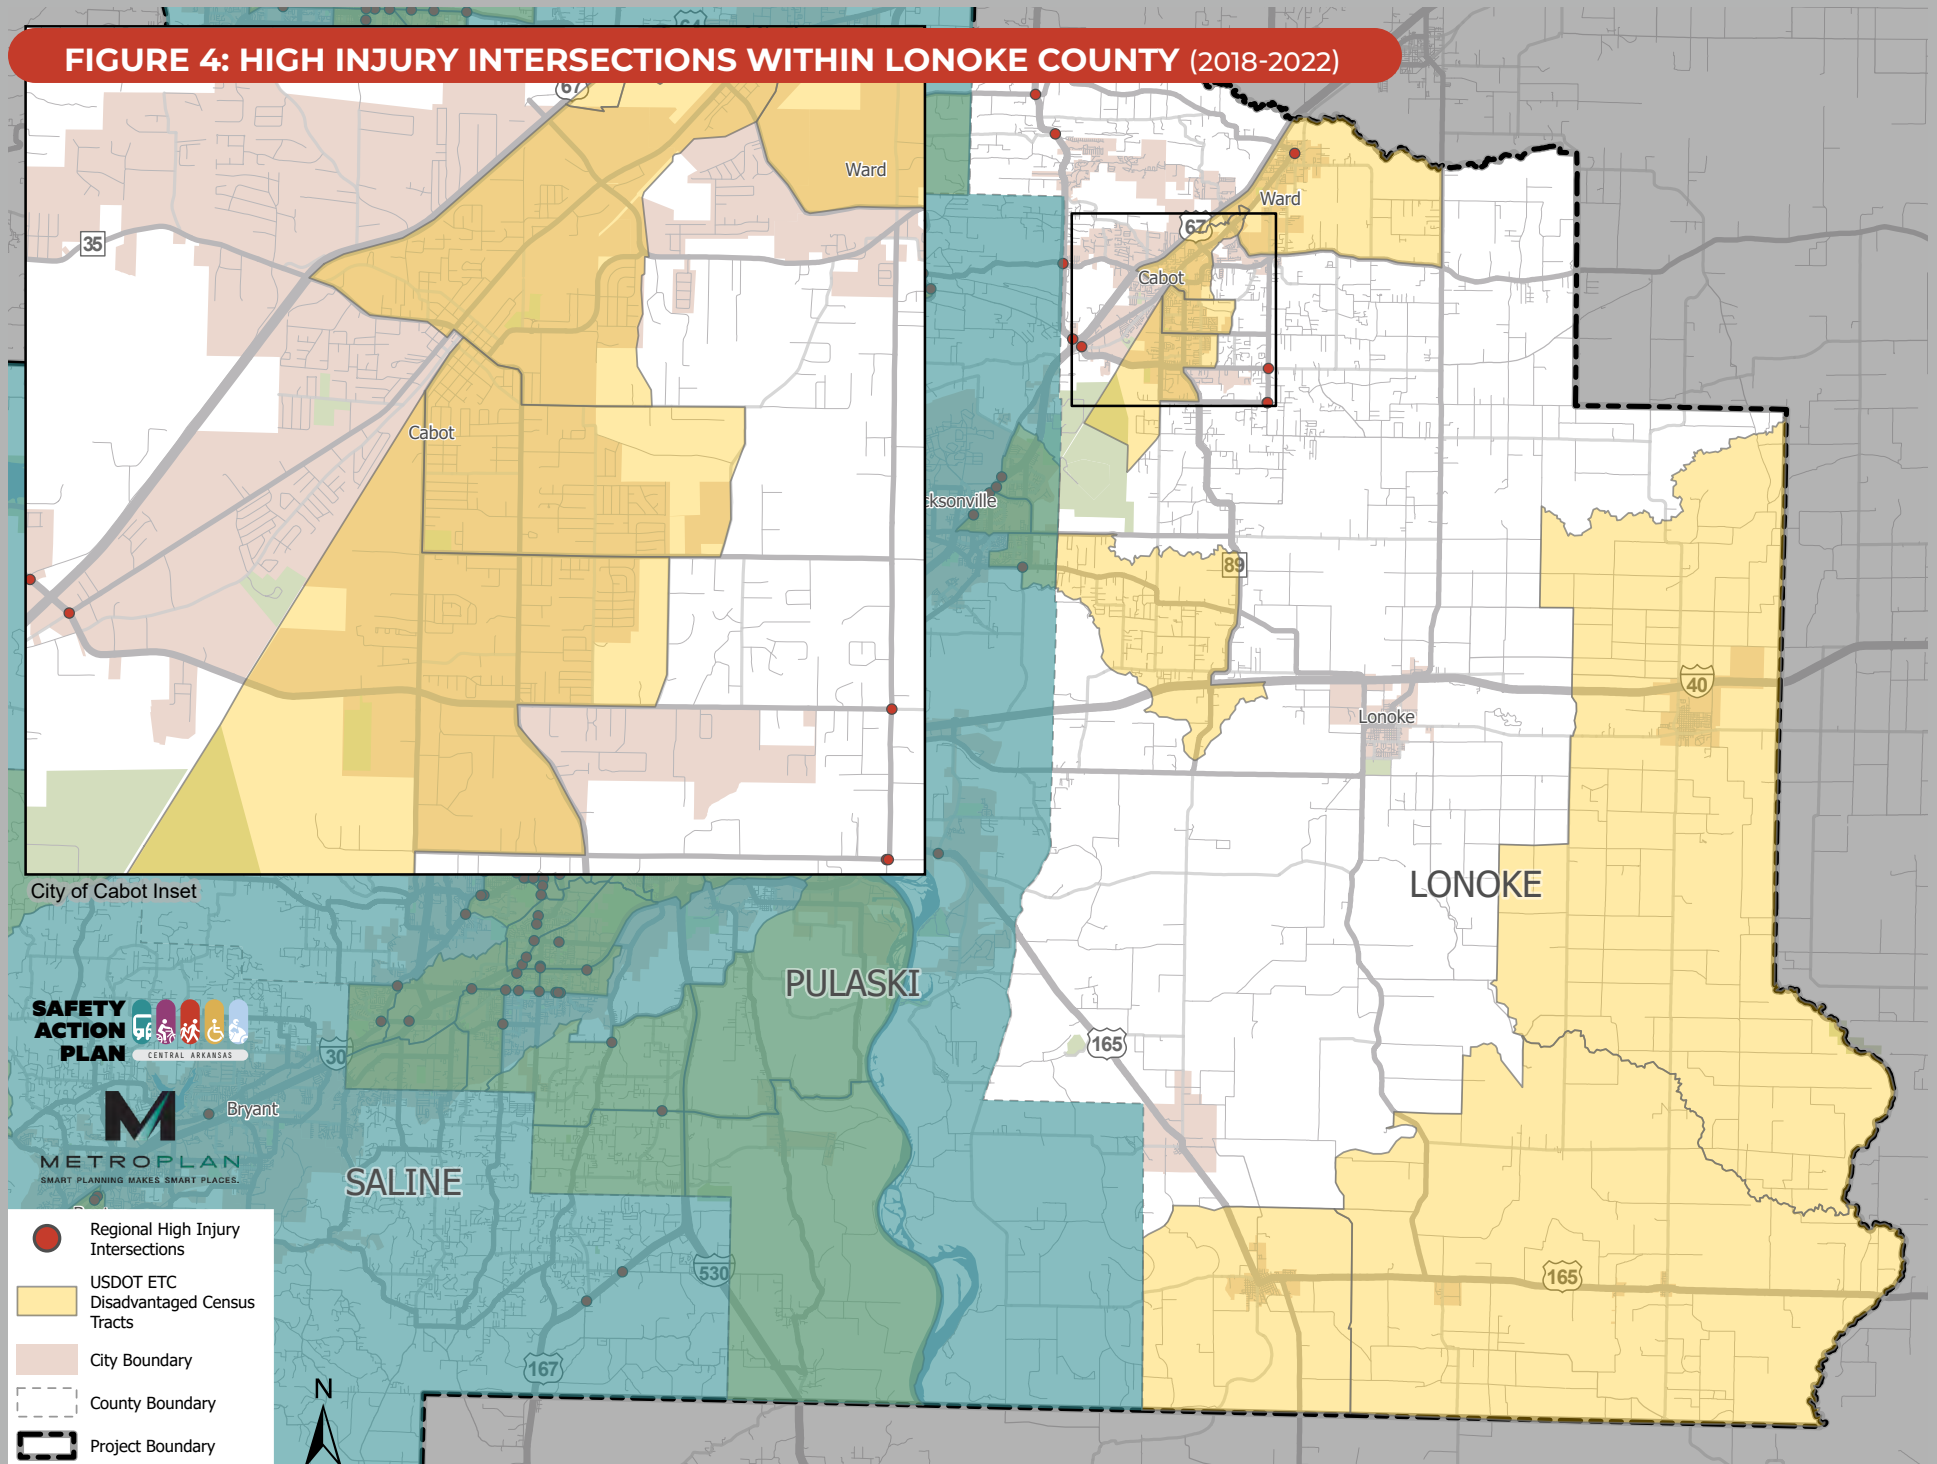 64
FIGURE 4: HIGH INJURY INTERSECTIONS WITHIN LONOKE COUNTY (2018-2022)
67
Ward
35
Cabot
City of Cabot Inset
Ward
67
Cabot
cksonville
89
40
Lonoke
LONOKE
PULASKI
165
165
30
Bryant
SALINE
530
167
SAFETY
ACTION
PLAN
CENTRAL ARKANSAS
METROPLAN
SMART PLANNING MAKES SMART PLACES.
Regional High Injury
Intersections
USDOT ETC
Disadvantaged Census
Tracts
City Boundary
County Boundary
Project Boundary
N